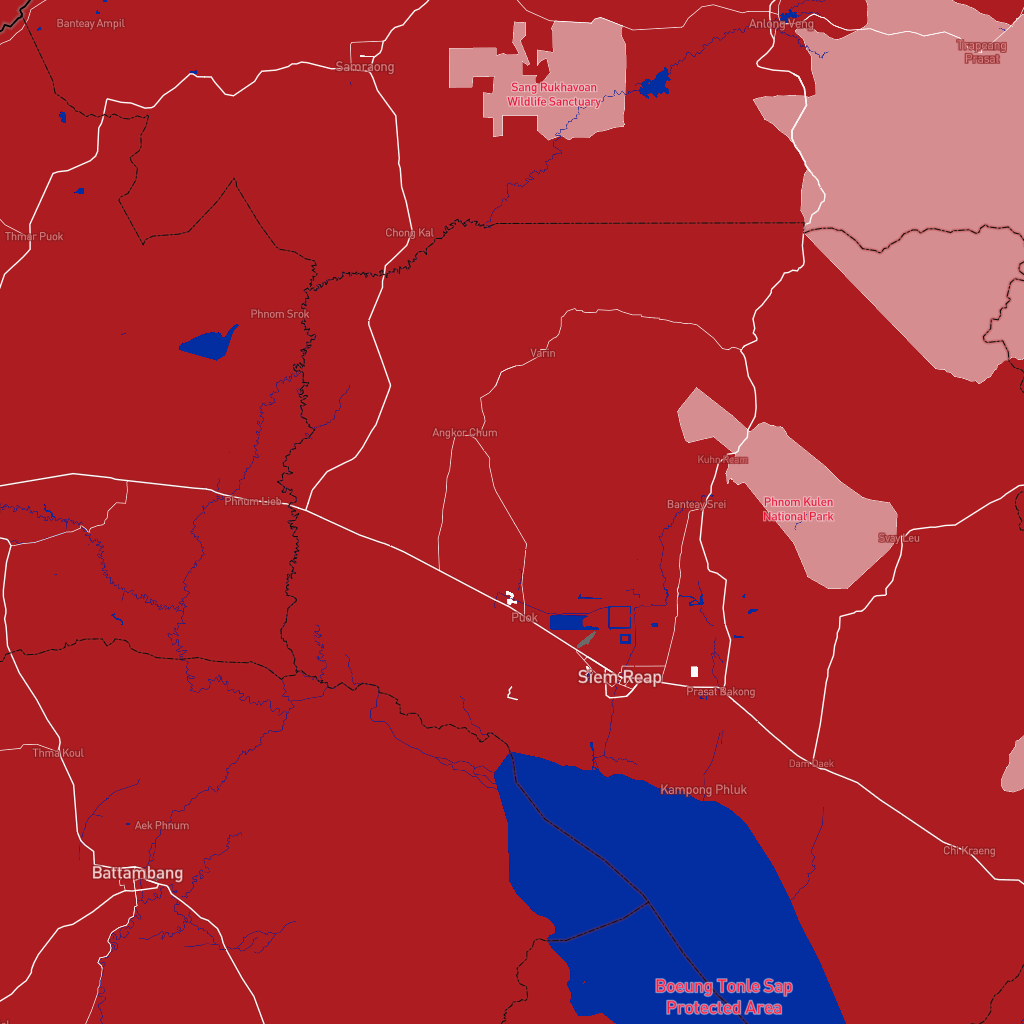 Banteay Ampil
Anlong Veng
Trapeang
Prasat
Samraong
Sang Rukhavoan
Wildlife Sanctuary
Thmar Puok
Chong Kal
Phnom Srok
Varin
Angkor Chum
Kuhn Ream
Phnum Lieb
Banteay Srei
Phnom Kulen
National Park
Svay Leu
Puok
Siem Reap
Prasat Bakong
Thma Koul
Dam Daek
Kampong Phluk
Aek Phnum
Chi Kraeng
Battambang
Boeung Tonle Sap
Protected Area